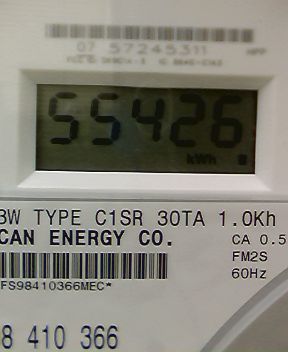 07 57245311
55426
kWh
3W TYPE C1SR 30TA 1.0Kh
CAN ENERGY CO.
CA 0.5
FM2S
FS98410366MEC*
60Hz
8 410 366